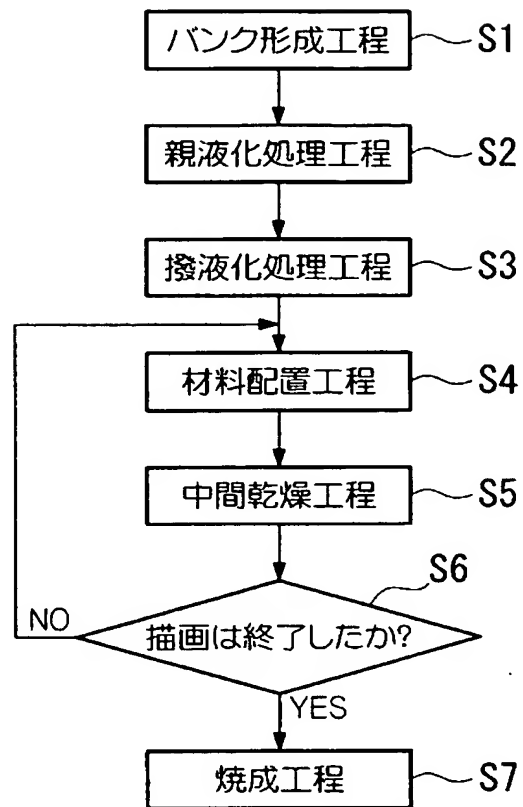 バンク形成工程 S1
親液化処理工程 S2
撥液化処理工程 S3
材料配置工程 S4
中間乾燥工程 S5
S6
NO 描画は終了したか?
YES
焼成工程 S7